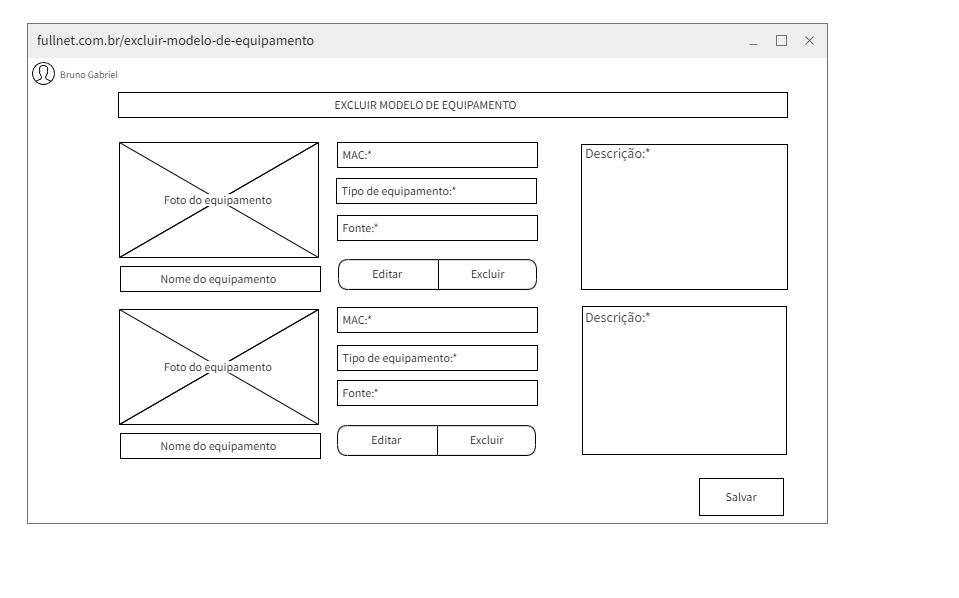 fullnet.com.br/excluir-modelo-de-equipamento
Bruno Gabriel
EXCLUIR MODELO DE EQUIPAMENTO
Foto do equipamento
Nome do equipamento
MAC:*
Tipo de equipamento:*
Fonte:*
Editar
Excluir
Descrição:*
Foto do equipamento
Nome do equipamento
MAC:*
Tipo de equipamento:*
Fonte:*
Editar
Excluir
Descrição:*
Salvar